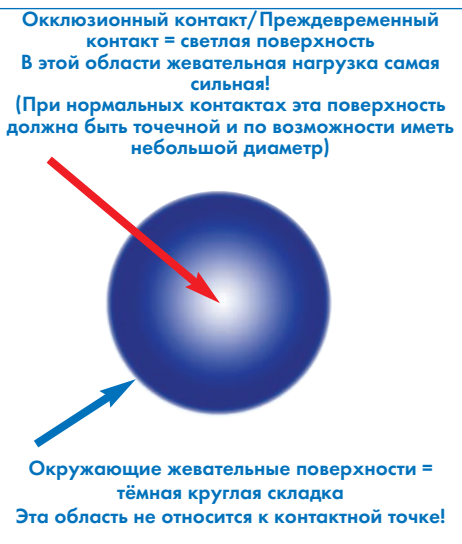 Окклюзионный контакт/Преждевременный
контакт = светлая поверхность
В этой области жевательная нагрузка самая
сильная!
(При нормальных контактах эта поверхность
должна быть точечной и по возможности иметь
небольшой диаметр)
Окружающие жевательные поверхности =
тёмная круглая складка
Эта область не относится к контактной точке!